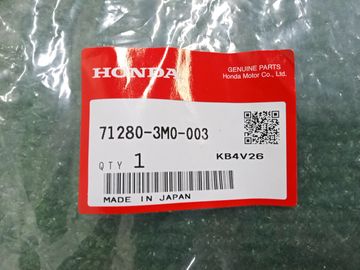 HONDA
GENUINE PARTS
Honda Motor Co., Ltd.
71280-3M0-003
QTY 1
KB4V26
MADE IN JAPAN